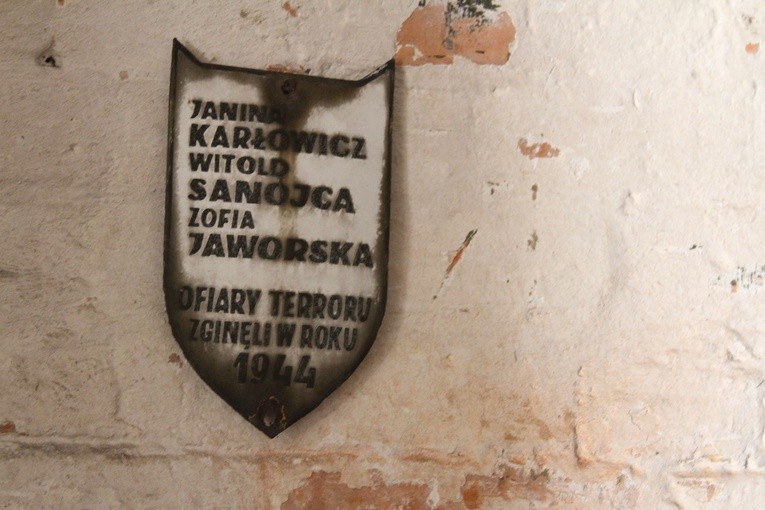 JANINA
KARŁOWICZ
WITOLD
SANOJCA
ZOFIA
JAWORSKA
OFIARY TERRORU
ZGINĘLI W ROKU
1944